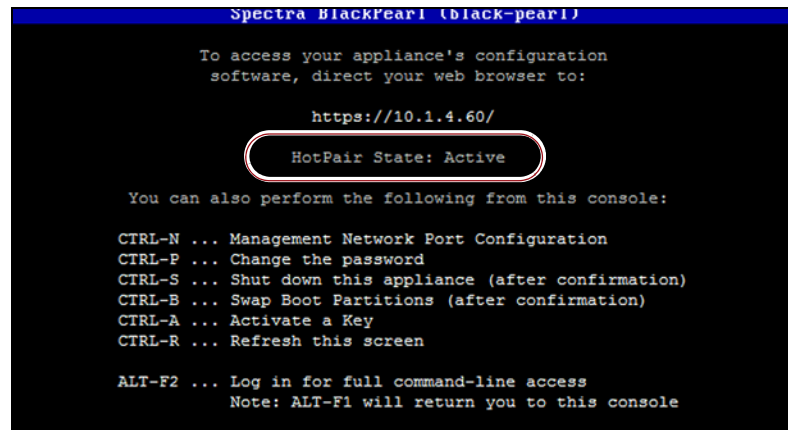 Spectra BlackPearl (black-pearl)
To access your appliance's configuration
software, direct your web browser to:
https://10.1.4.60/
HotPair State: Active
You can also perform the following from this console:
CTRL-N ... Management Network Port Configuration
CTRL-P ... Change the password
CTRL-S ... Shut down this appliance (after confirmation)
CTRL-B ... Swap Boot Partitions (after confirmation)
CTRL-A ... Activate a Key
CTRL-R ... Refresh this screen
ALT-F2 ... Log in for full command-line access
Note: ALT-F1 will return you to this console